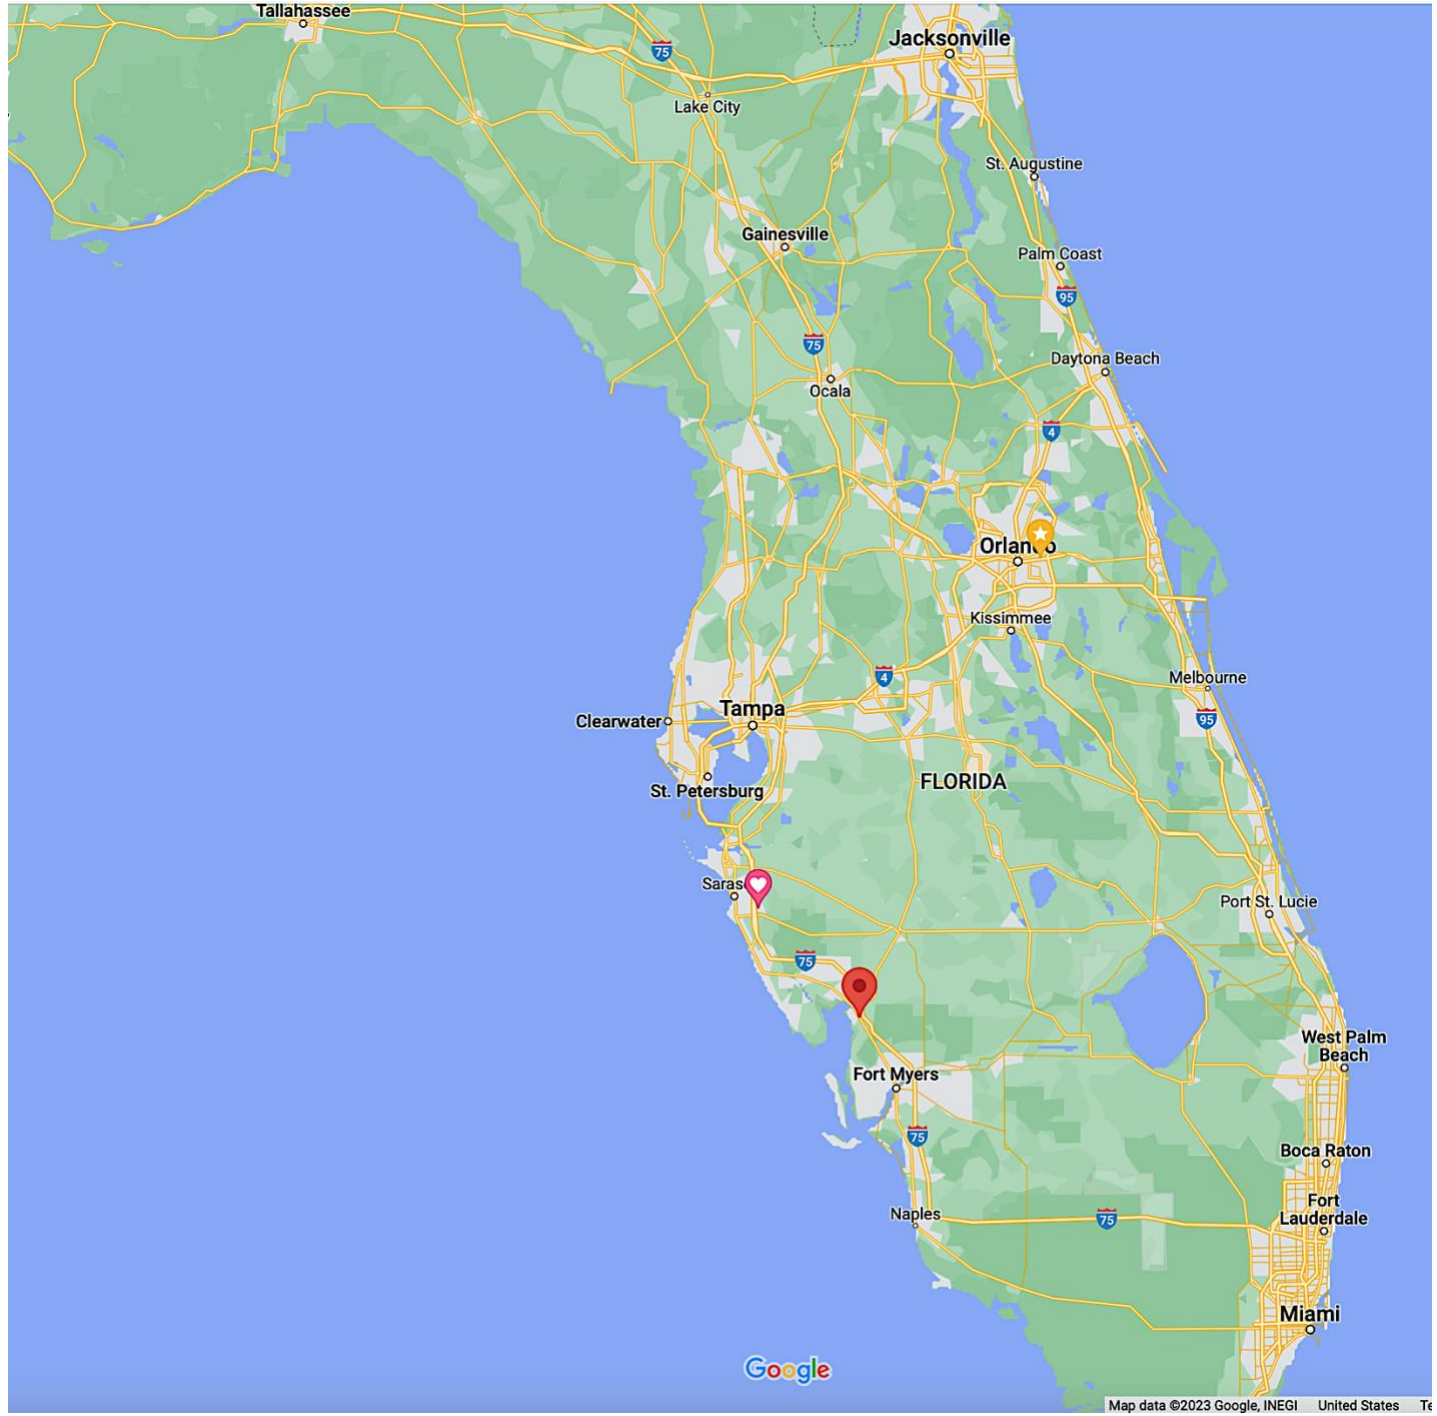 Tallahassee
Jacksonville
75
Lake City
St. Augustine
Gainesville
Palm Coast
95
75
Daytona Beach
Ocala
4
Orlando
Kissimmee
4
Melbourne
Tampa
Clearwater
95
FLORIDA
St. Petersburg
Port St. Lucie
75
West Palm
Beach
Fort Myers
75
Boca Raton
Fort
Lauderdale
Naples
75
Miami
Google
Map data ©2023 Google, INEGI United States